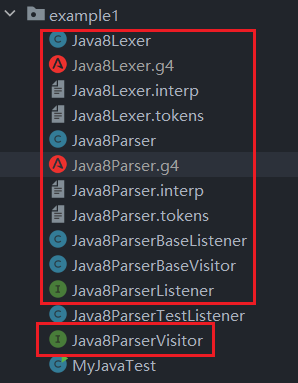 example1
Java8Lexer
Java8Lexer.g4
Java8Lexer.interp
Java8Lexer.tokens
Java8Parser
Java8Parser.g4
Java8Parser.interp
Java8Parser.tokens
Java8ParserBaseListener
Java8ParserBaseVisitor
Java8ParserListener
Java8ParserTestListener
Java8ParserVisitor
MyJavaTest